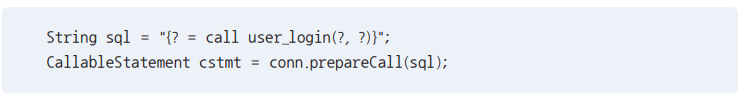 String sql = "{? = call user_login(?, ?)}";
CallableStatement cstmt = conn.prepareCall(sql);